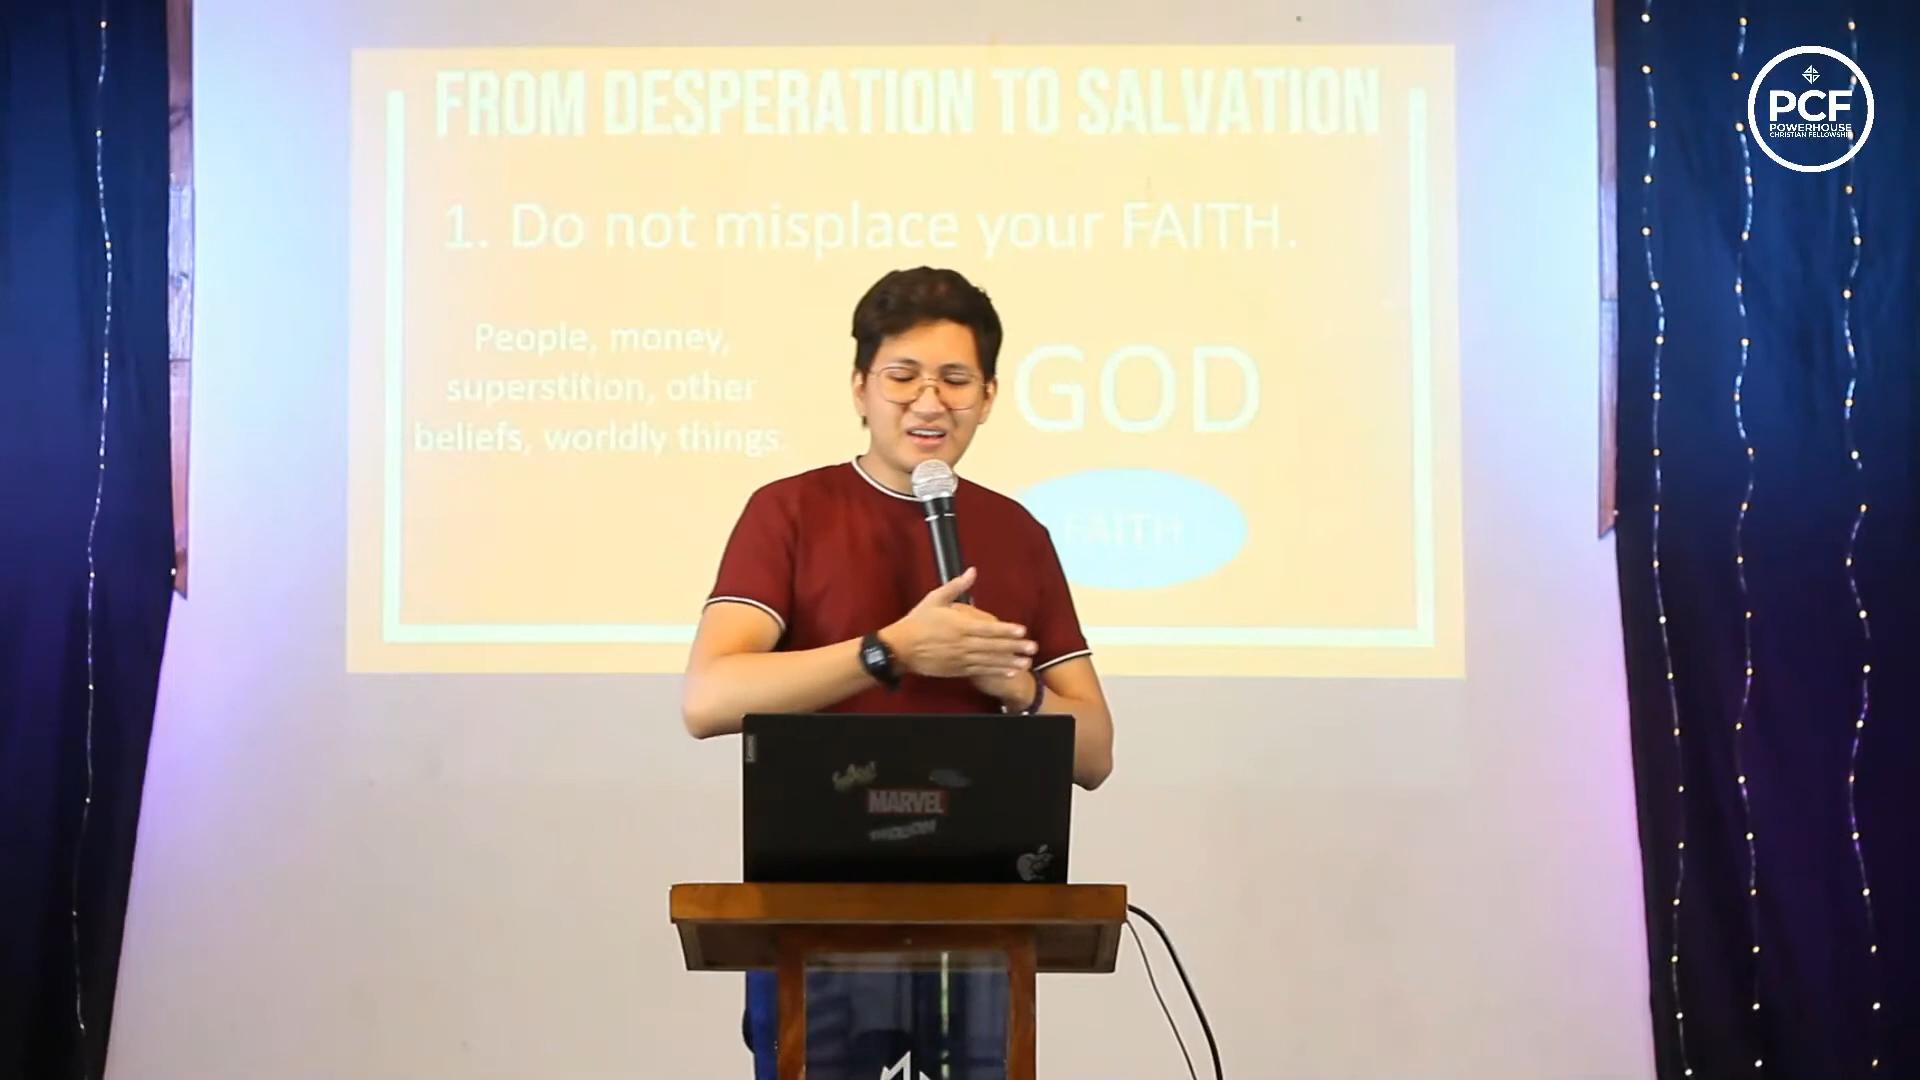 FROM DESPERATION TO SALVATION
1. Do not misplace your FAITH.
People, money,
superstition, other
beliefs, worldly things.
GOD
FAITH
PCF
POWERHOUSE
CHRISTIAN FELLOWSHIP
Lenovo
MARVEL